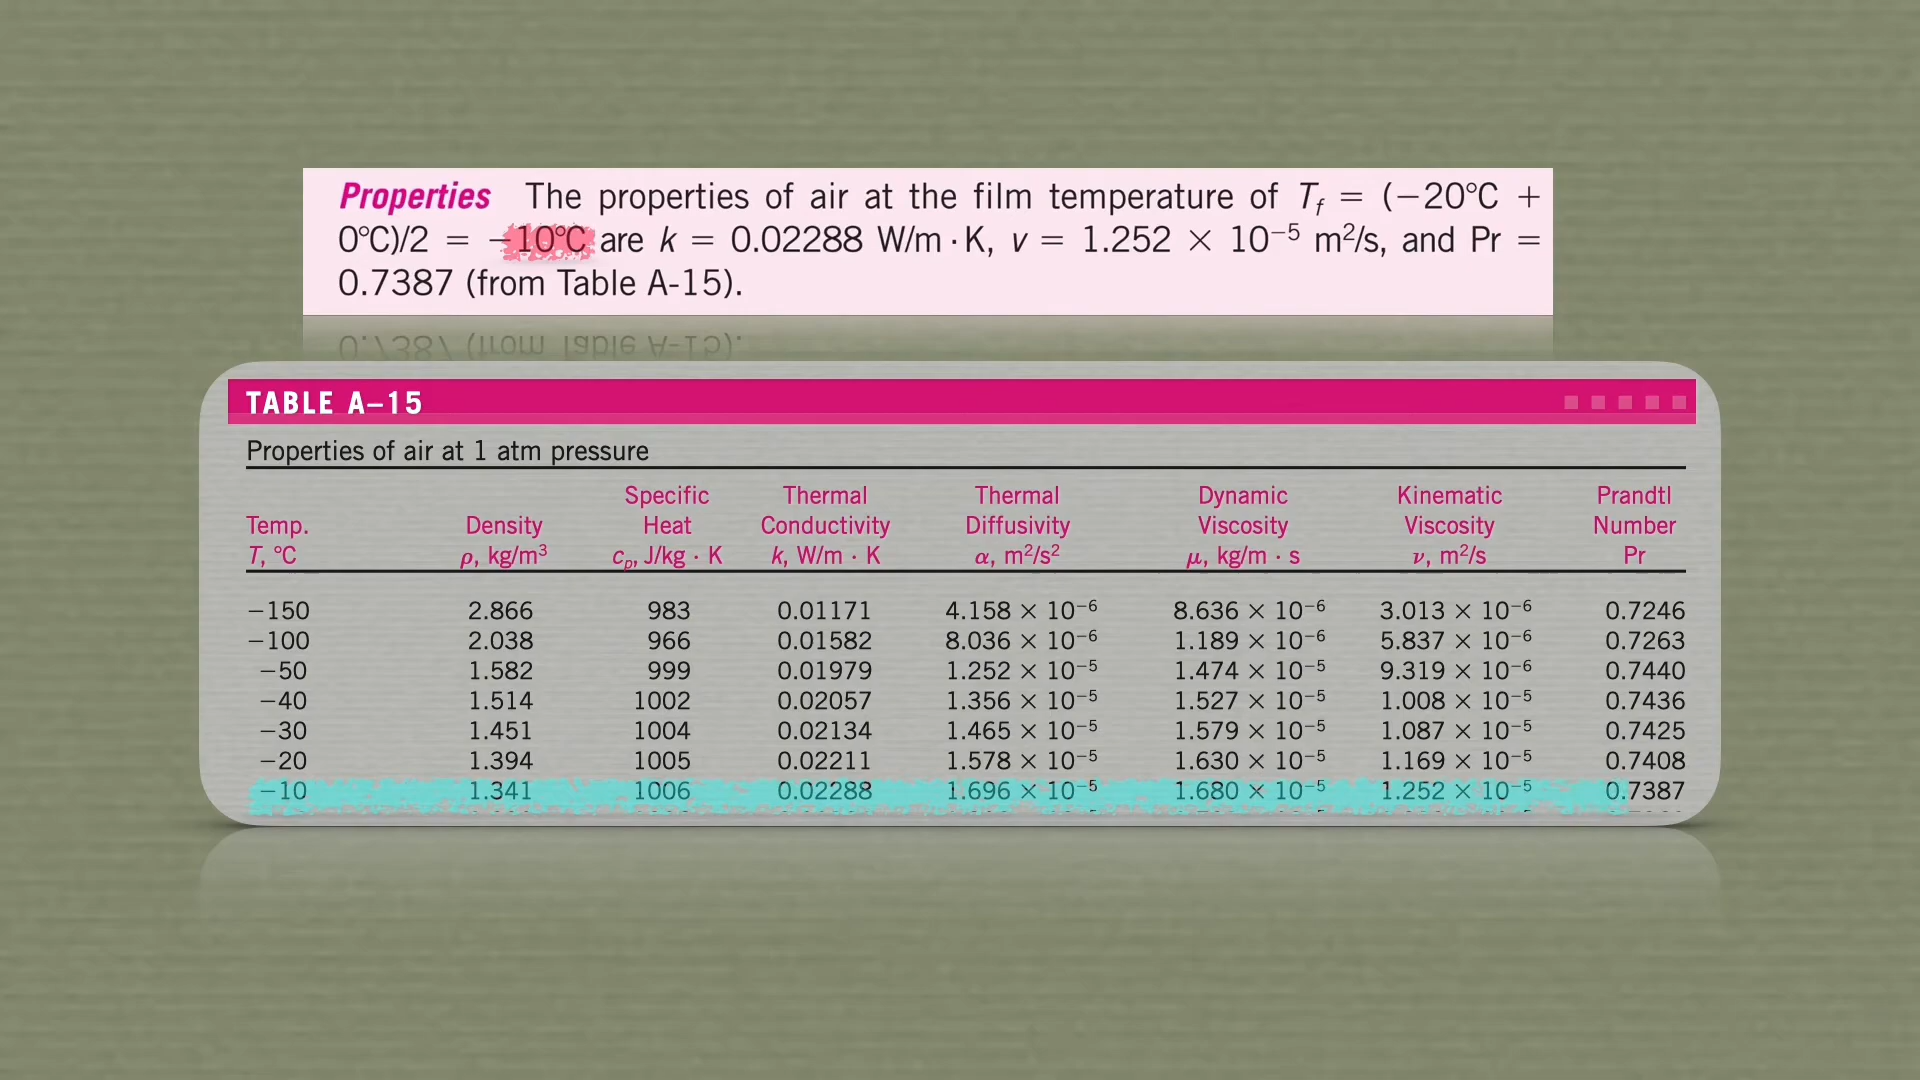 Properties The properties of air at the film temperature of Tf = (−20°C +
0°C)/2 = −10°C are k = 0.02288 W/m·K, ν = 1.252 × 10⁻⁵ m²/s, and Pr =
0.7387 (from Table A-15).
TABLE A–15
Properties of air at 1 atm pressure
Specific Thermal Thermal Dynamic Kinematic Prandtl
Temp. Density Heat Conductivity Diffusivity Viscosity Viscosity Number
T, °C ρ, kg/m³ cp, J/kg · K k, W/m · K α, m²/s² μ, kg/m · s ν, m²/s Pr
−150 2.866 983 0.01171 4.158 × 10⁻⁶ 8.636 × 10⁻⁶ 3.013 × 10⁻⁶ 0.7246
−100 2.038 966 0.01582 8.036 × 10⁻⁶ 1.189 × 10⁻⁶ 5.837 × 10⁻⁶ 0.7263
−50 1.582 999 0.01979 1.252 × 10⁻⁵ 1.474 × 10⁻⁵ 9.319 × 10⁻⁶ 0.7440
−40 1.514 1002 0.02057 1.356 × 10⁻⁵ 1.527 × 10⁻⁵ 1.008 × 10⁻⁵ 0.7436
−30 1.451 1004 0.02134 1.465 × 10⁻⁵ 1.579 × 10⁻⁵ 1.087 × 10⁻⁵ 0.7425
−20 1.394 1005 0.02211 1.578 × 10⁻⁵ 1.630 × 10⁻⁵ 1.169 × 10⁻⁵ 0.7408
−10 1.341 1006 0.02288 1.696 × 10⁻⁵ 1.680 × 10⁻⁵ 1.252 × 10⁻⁵ 0.7387